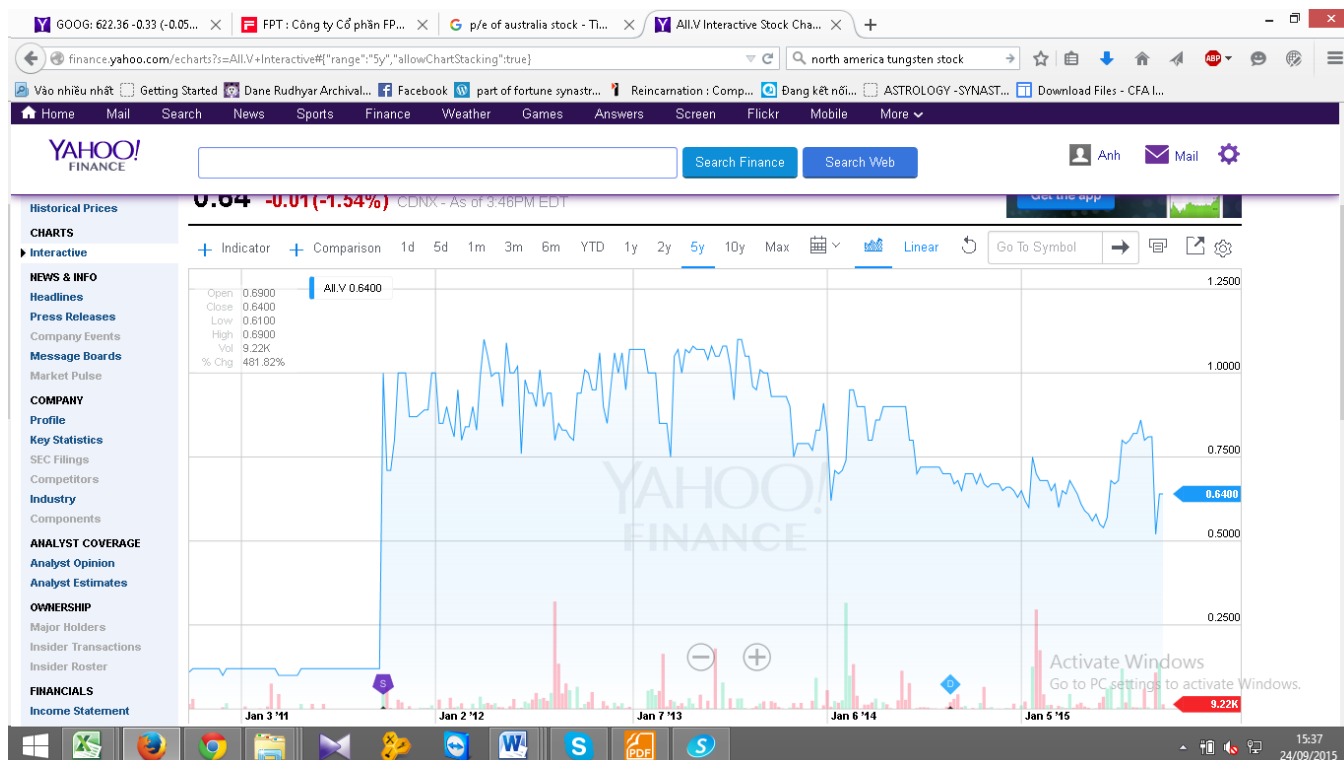 GOOG: 622.36 -0.33 (-0.05...
FPT : Công ty Cổ phần FP...
p/e of australia stock - Ti...
All.V Interactive Stock Cha...
finance.yahoo.com/echarts?s=All.V+Interactive#{"range":"5y","allowChartStacking":true}
north america tungsten stock
ABP
Vào nhiều nhất Getting Started Dane Rudhyar Archival... Facebook part of fortune synastr... Reincarnation : Comp... Đang kết nối... ASTROLOGY -SYNAST... Download Files - CFA I...
Home Mail Search News Sports Finance Weather Games Answers Screen Flickr Mobile More
YAHOO!
FINANCE
Search Finance Search Web
Anh Mail
0.64 -0.01 (-1.54%) CDNX - As of 3:46PM EDT
Get the app
Historical Prices
CHARTS
Interactive
NEWS & INFO
Headlines
Press Releases
Company Events
Message Boards
Market Pulse
COMPANY
Profile
Key Statistics
SEC Filings
Competitors
Industry
Components
ANALYST COVERAGE
Analyst Opinion
Analyst Estimates
OWNERSHIP
Major Holders
Insider Transactions
Insider Roster
FINANCIALS
Income Statement
Indicator Comparison 1d 5d 1m 3m 6m YTD 1y 2y 5y 10y Max Linear Go To Symbol
All.V 0.6400
Open 0.6900
Close 0.6400
Low 0.6100
High 0.6900
Vol 9.22K
% Chg 481.82%
1.2500
1.0000
0.7500
0.6400
0.5000
0.2500
9.22K
YAHOO!
FINANCE
S
D
Jan 3 '11 Jan 2 '12 Jan 7 '13 Jan 6 '14 Jan 5 '15
Activate Windows
Go to PC settings to activate Windows.
PDF
15:37
24/09/2015